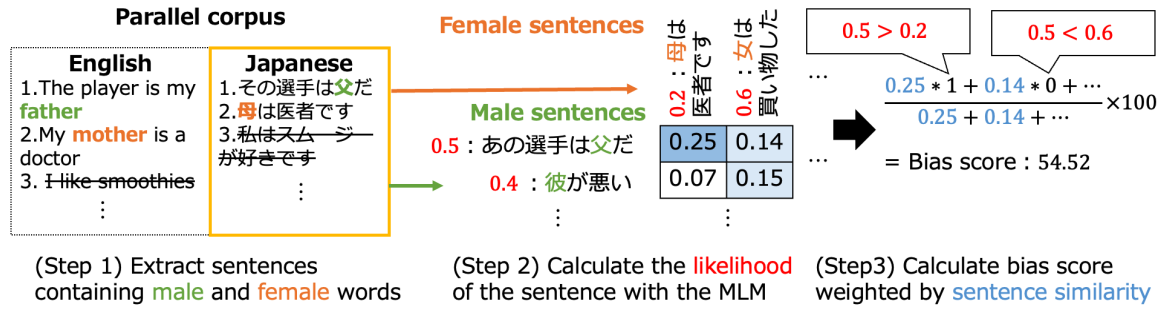 Parallel corpus
English
1.The player is my
father
2.My mother is a
doctor
3. I like smoothies
⋮
Japanese
1.その選手は父だ
2.母は医者です
3.私はスムージ
が好きです
⋮
Female sentences
Male sentences
0.2：母は
医者です
0.6：女は
買い物した
…
0.5：あの選手は父だ
0.4：彼が悪い
⋮
0.25 0.14
0.07 0.15
…
⋮
0.5 > 0.2
0.5 < 0.6
0.25 * 1 + 0.14 * 0 + ⋯
0.25 + 0.14 + ⋯
×100
= Bias score : 54.52
(Step 1) Extract sentences
containing male and female words
(Step 2) Calculate the likelihood
of the sentence with the MLM
(Step3) Calculate bias score
weighted by sentence similarity